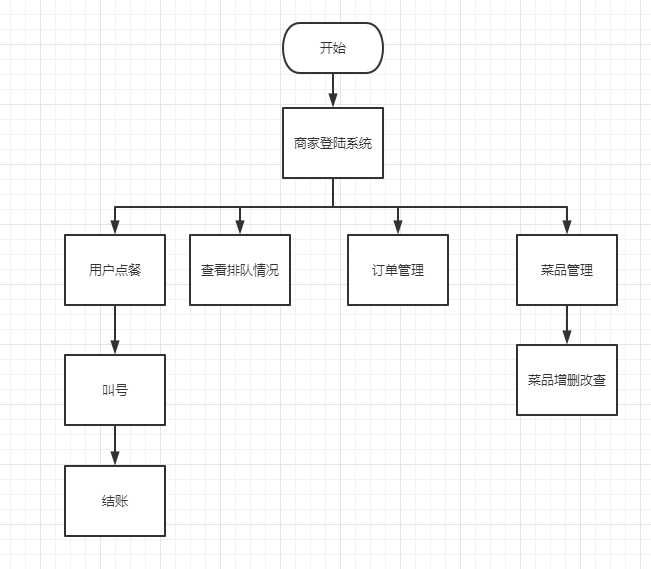 开始
商家登陆系统
用户点餐
查看排队情况
订单管理
菜品管理
叫号
菜品增删改查
结账